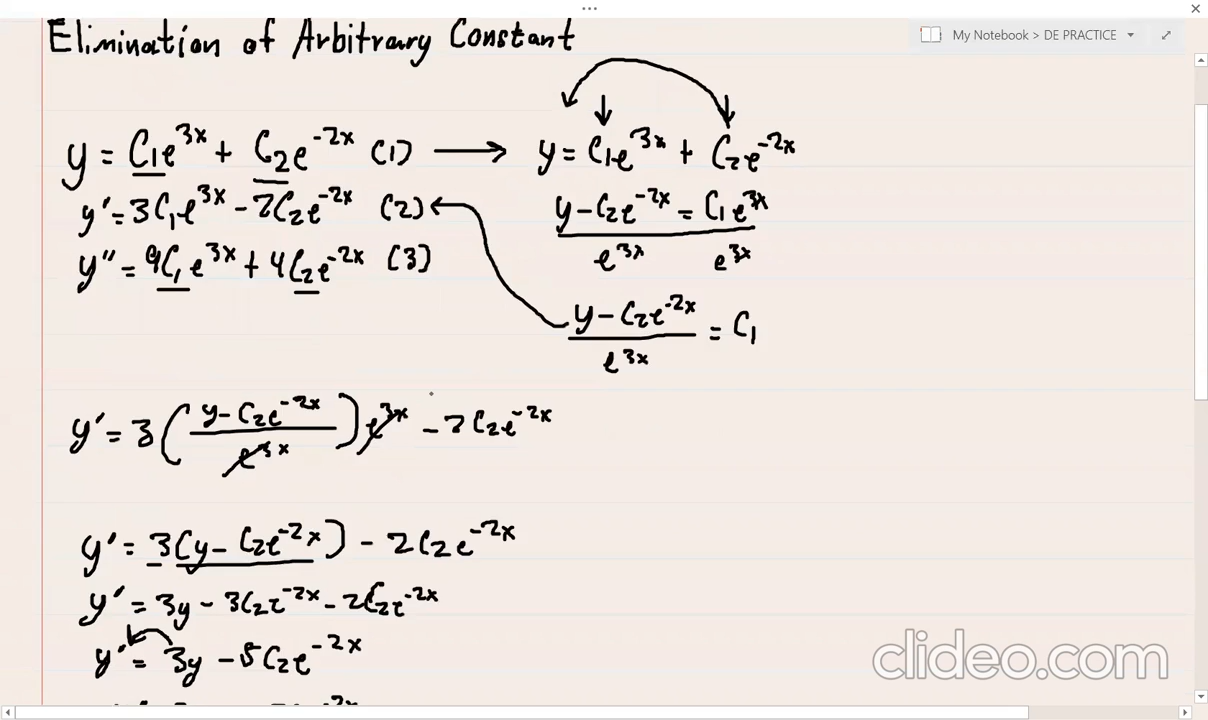 Elimination of Arbitrary Constant
My Notebook > DE PRACTICE
y = C₁e^3x + C₂e^-2x (1) → y = C₁e^3x + C₂e^-2x
y' = 3C₁e^3x - 2C₂e^-2x (2)
y - C₂e^-2x = C₁e^3x
e^3x e^3x
y" = 9C₁e^3x + 4C₂e^-2x (3)
y - C₂e^-2x
e^3x = C₁
y' = 3 ( y - C₂e^-2x / e^3x ) e^3x - 2C₂e^-2x
y' = 3(y - C₂e^-2x) - 2C₂e^-2x
y' = 3y - 3C₂e^-2x - 2C₂e^-2x
y' = 3y - 5C₂e^-2x
clideo.com